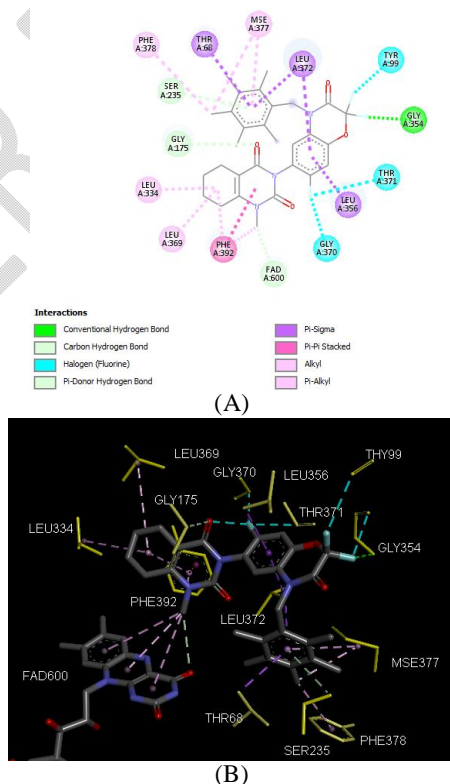 PHE
A:378
THR
A:68
MSE
A:377
LEU
A:372
TYR
A:99
SER
A:235
GLY
A:354
GLY
A:175
THR
A:371
LEU
A:334
LEU
A:356
LEU
A:369
PHE
A:392
GLY
A:370
FAD
A:600
O
N
O
F
F
O
N
O
N
O
F
Interactions
Conventional Hydrogen Bond
Carbon Hydrogen Bond
Halogen (Fluorine)
Pi-Donor Hydrogen Bond
Pi-Sigma
Pi-Pi Stacked
Alkyl
Pi-Alkyl
(A)
LEU369
GLY370
LEU356
THY99
GLY175
THR371
LEU334
GLY354
PHE392
LEU372
FAD600
MSE377
THR68
PHE378
SER235
(B)